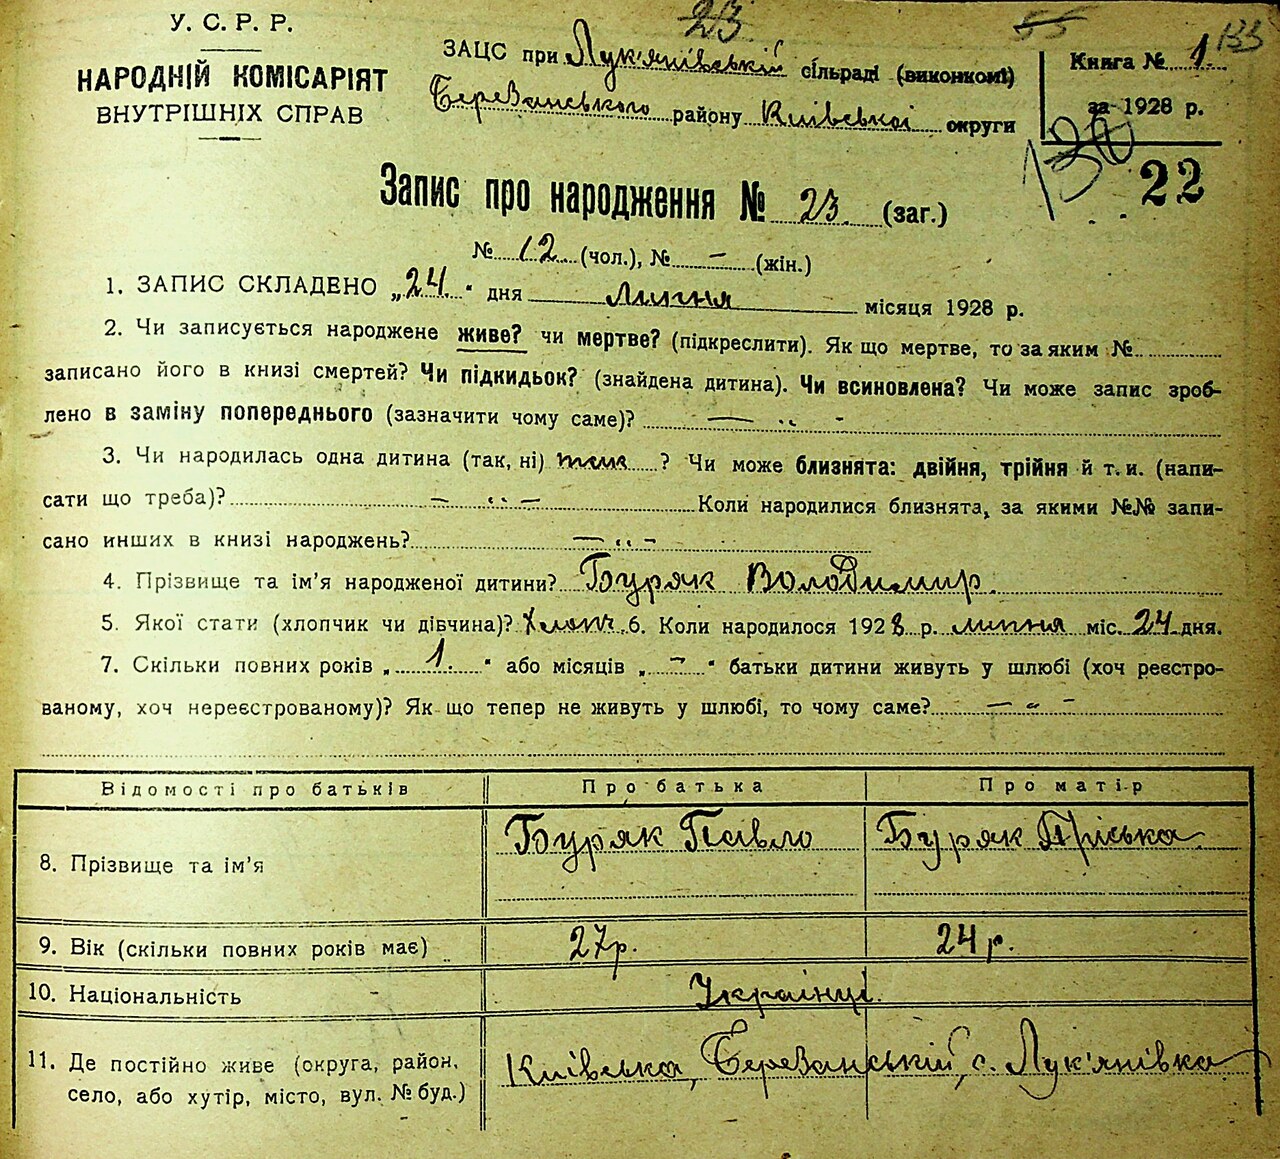 У. С. Р. Р.
НАРОДНІЙ КОМІСАРІЯТ
ВНУТРІШНІХ СПРАВ
23
ЗАЦС при Лук'янівській сільраді (виконкомі)
Березанського району Київської округи
55
133
Книга № 1.
за 1928 р.
130
22
Запис про народження № 23. (заг.)
№ 12 (чол.), № – (жін.)
1. ЗАПИС СКЛАДЕНО „24." дня липня місяця 1928 р.
2. Чи записується народжене живе? чи мертве? (підкреслити). Як що мертве, то за яким №
записано його в книзі смертей? Чи підкидьок? (знайдена дитина). Чи всиновлена? Чи може запис зроб-
лено в заміну попереднього (зазначити чому саме)? — „ -
3. Чи народилась одна дитина (так, ні) так ? Чи може близнята: двійня, трійня й т. и. (напи-
сати що треба)? — „ — Коли народилися близнята, за якими №№ запи-
сано инших в книзі народжень? — „ -
4. Прізвище та ім'я народженої дитини? Буряк Володимир.
5. Якої стати (хлопчик чи дівчина)? Хлопч. 6. Коли народилося 1928 р. липня міс. 24 дня.
7. Скільки повних років „ 1. " або місяців „ – " батьки дитини живуть у шлюбі (хоч реєстро-
ваному, хоч нереєстрованому)? Як що тепер не живуть у шлюбі, то чому саме? — „ -
Відомості про батьків Про батька Про матір
8. Прізвище та ім'я Буряк Павло Буряк Пріська
9. Вік (скільки повних років має) 27 р. 24 р.
10. Національність Українці.
11. Де постійно живе (округа, район, село, або хутір, місто, вул. № буд.) Київська, Березанський, с. Лук'янівка